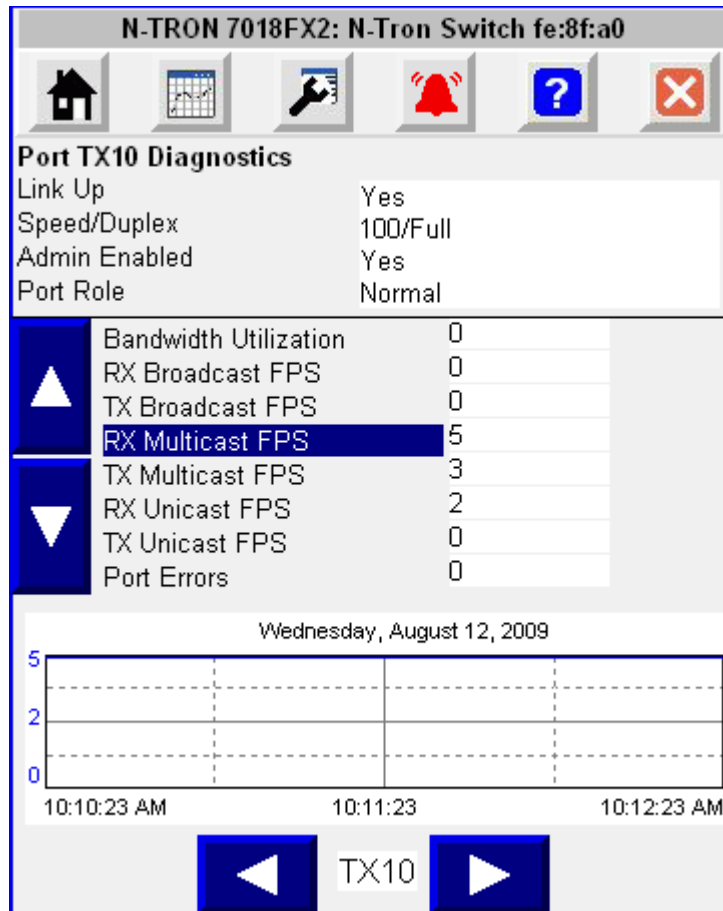 N-TRON 7018FX2: N-Tron Switch fe:8f:a0
?
Port TX10 Diagnostics
Link Up Yes
Speed/Duplex 100/Full
Admin Enabled Yes
Port Role Normal
Bandwidth Utilization 0
RX Broadcast FPS 0
TX Broadcast FPS 0
RX Multicast FPS 5
TX Multicast FPS 3
RX Unicast FPS 2
TX Unicast FPS 0
Port Errors 0
Wednesday, August 12, 2009
5
2
0
10:10:23 AM 10:11:23 10:12:23 AM
TX10